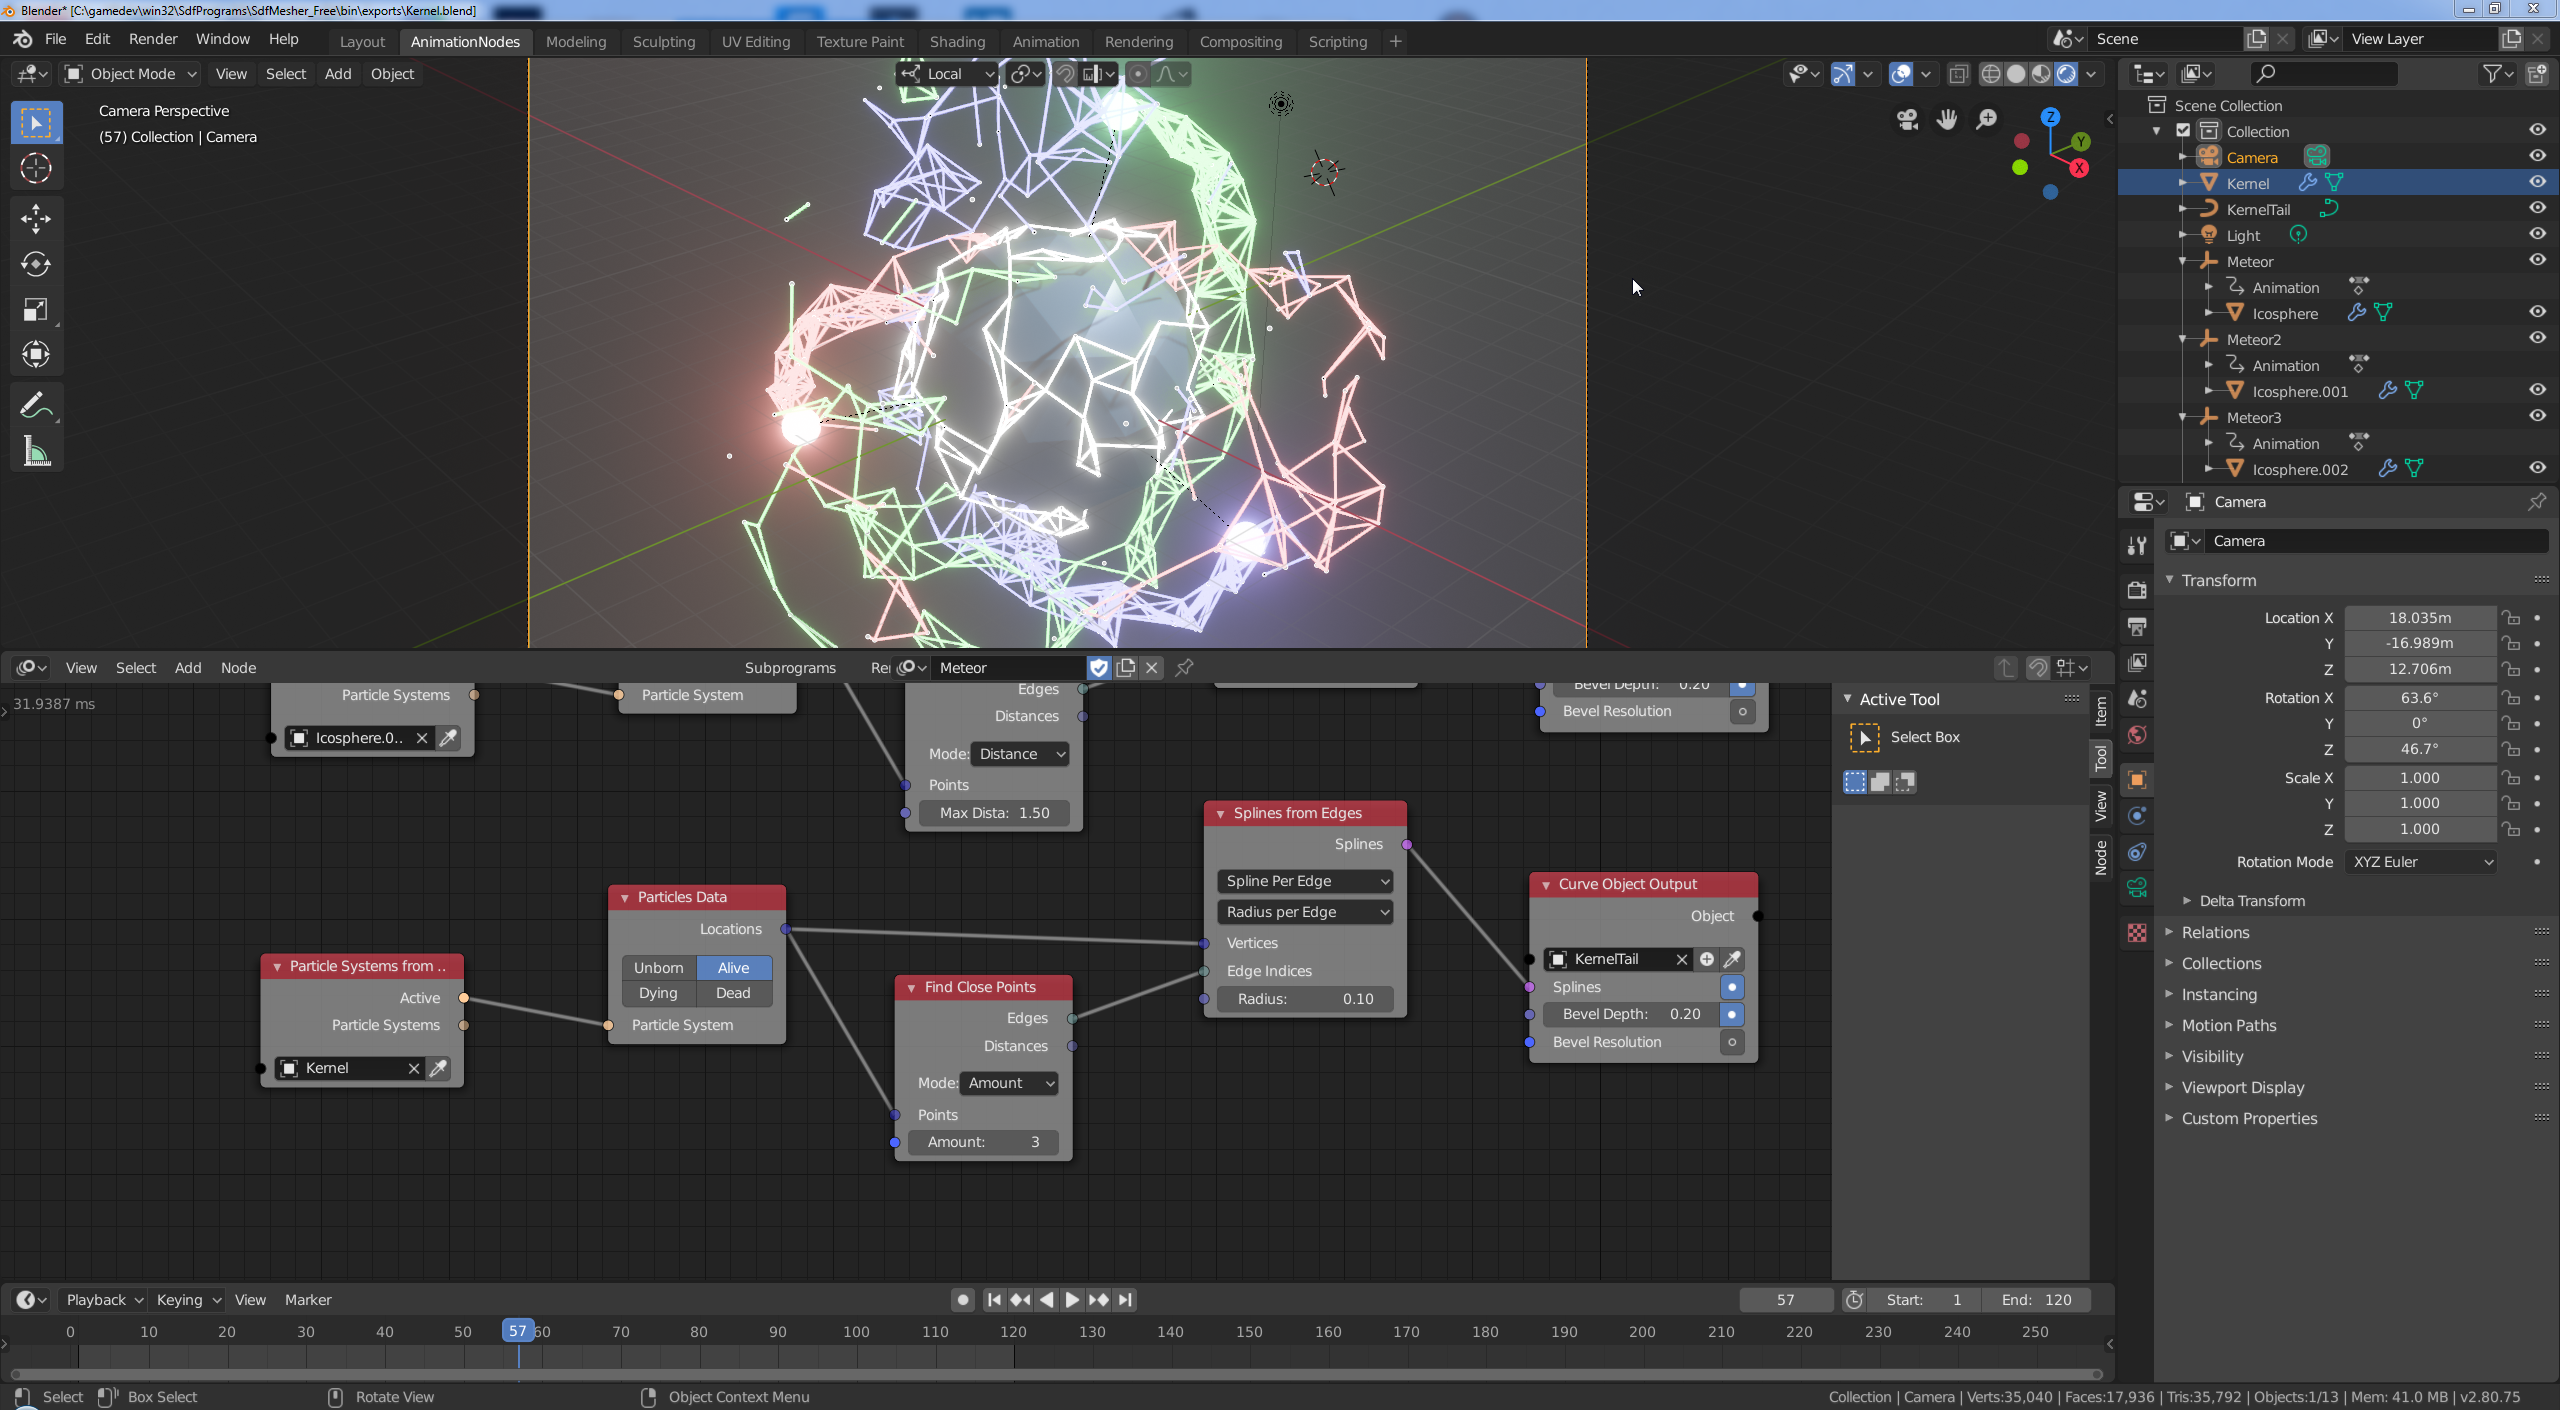 Blender* [C:\gamedev\win32\SdfPrograms\SdfMesher_Free\bin\exports\Kernel.blend]
File Edit Render Window Help Layout AnimationNodes Modeling Sculpting UV Editing Texture Paint Shading Animation Rendering Compositing Scripting + Scene View Layer
Object Mode View Select Add Object Local
Camera Perspective
(57) Collection | Camera
Z
Y
X
Scene Collection
Collection
Camera
Kernel
KernelTail
Light
Meteor
Animation
Icosphere
Meteor2
Animation
Icosphere.001
Meteor3
Animation
Icosphere.002
Camera
Camera
Transform
Location X 18.035m
Y -16.989m
Z 12.706m
Rotation X 63.6°
Y 0°
Z 46.7°
Scale X 1.000
Y 1.000
Z 1.000
Rotation Mode XYZ Euler
Delta Transform
Relations
Collections
Instancing
Motion Paths
Visibility
Viewport Display
Custom Properties
View Select Add Node Subprograms Re Meteor
31.9387 ms
Particle Systems
Icosphere.0..
Particle System
Edges
Distances
Mode: Distance
Points
Max Dista: 1.50
Bevel Depth: 0.20
Bevel Resolution
Active Tool
Select Box
Item
Tool
View
Node
Particle Systems from ..
Active
Particle Systems
Kernel
Particles Data
Locations
Unborn Alive
Dying Dead
Particle System
Find Close Points
Edges
Distances
Mode: Amount
Points
Amount: 3
Splines from Edges
Splines
Spline Per Edge
Radius per Edge
Vertices
Edge Indices
Radius: 0.10
Curve Object Output
Object
KernelTail
Splines
Bevel Depth: 0.20
Bevel Resolution
Playback Keying View Marker 57 Start: 1 End: 120
0 10 20 30 40 50 57 60 70 80 90 100 110 120 130 140 150 160 170 180 190 200 210 220 230 240 250
Select Box Select Rotate View Object Context Menu Collection | Camera | Verts:35,040 | Faces:17,936 | Tris:35,792 | Objects:1/13 | Mem: 41.0 MB | v2.80.75